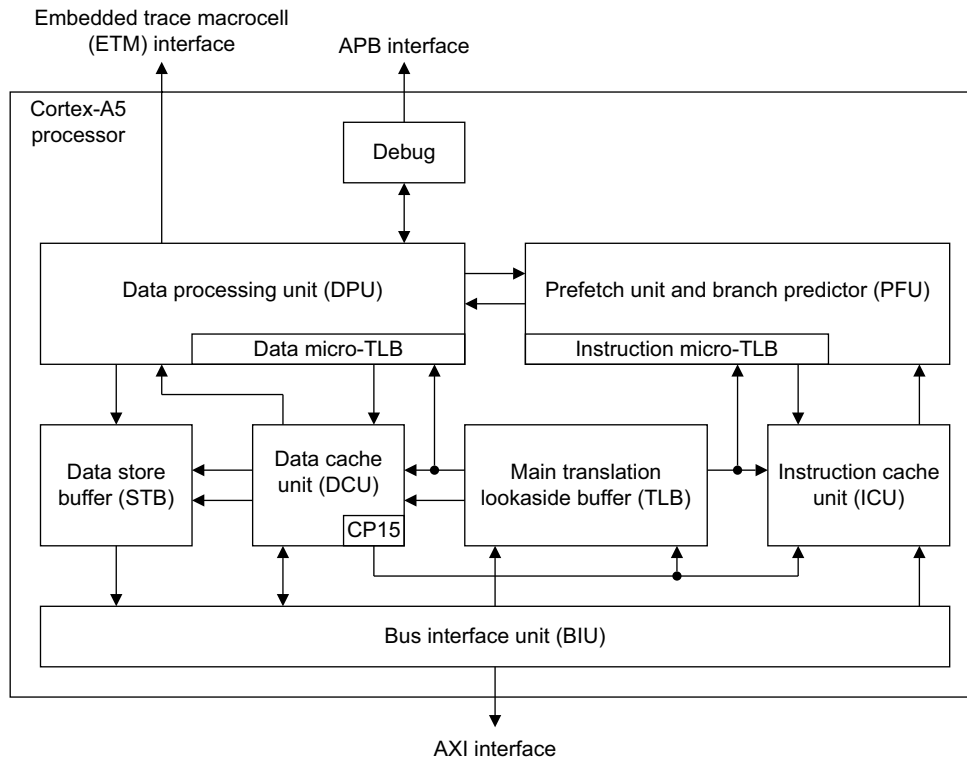 Embedded trace macrocell
(ETM) interface
APB interface
Cortex-A5
processor
Debug
Data processing unit (DPU)
Prefetch unit and branch predictor (PFU)
Data micro-TLB
Instruction micro-TLB
Data store
buffer (STB)
Data cache
unit (DCU)
CP15
Main translation
lookaside buffer (TLB)
Instruction cache
unit (ICU)
Bus interface unit (BIU)
AXI interface